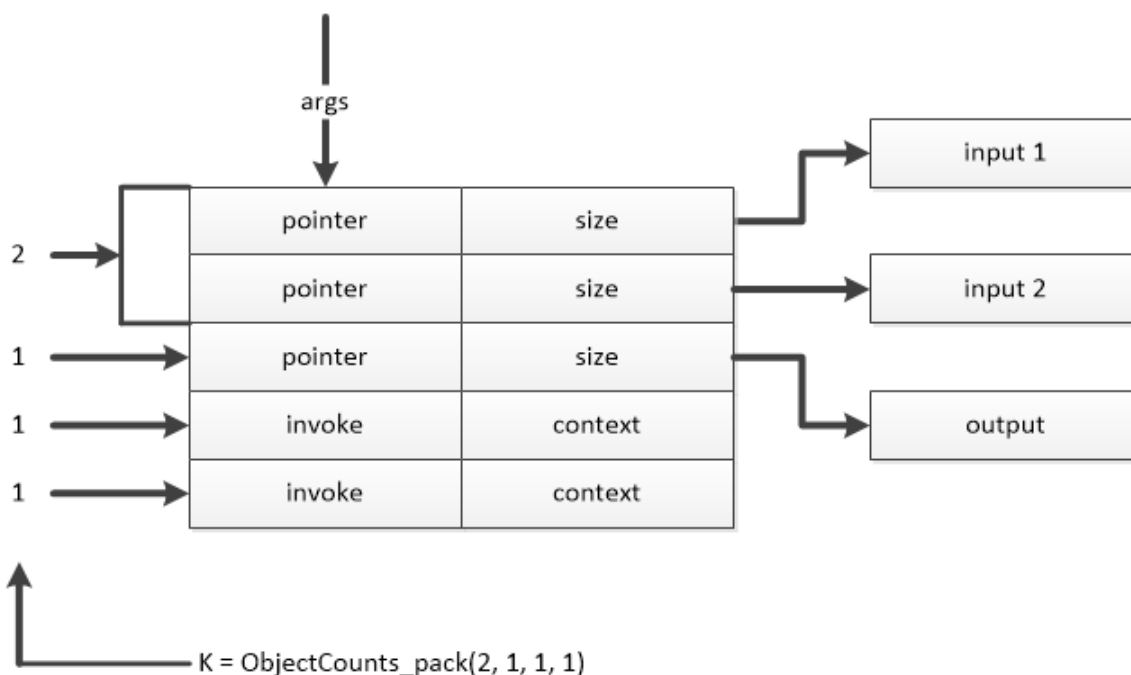 args
input 1
pointer size
2
pointer size
input 2
1 pointer size
1 invoke context
output
1 invoke context
K = ObjectCounts_pack(2, 1, 1, 1)